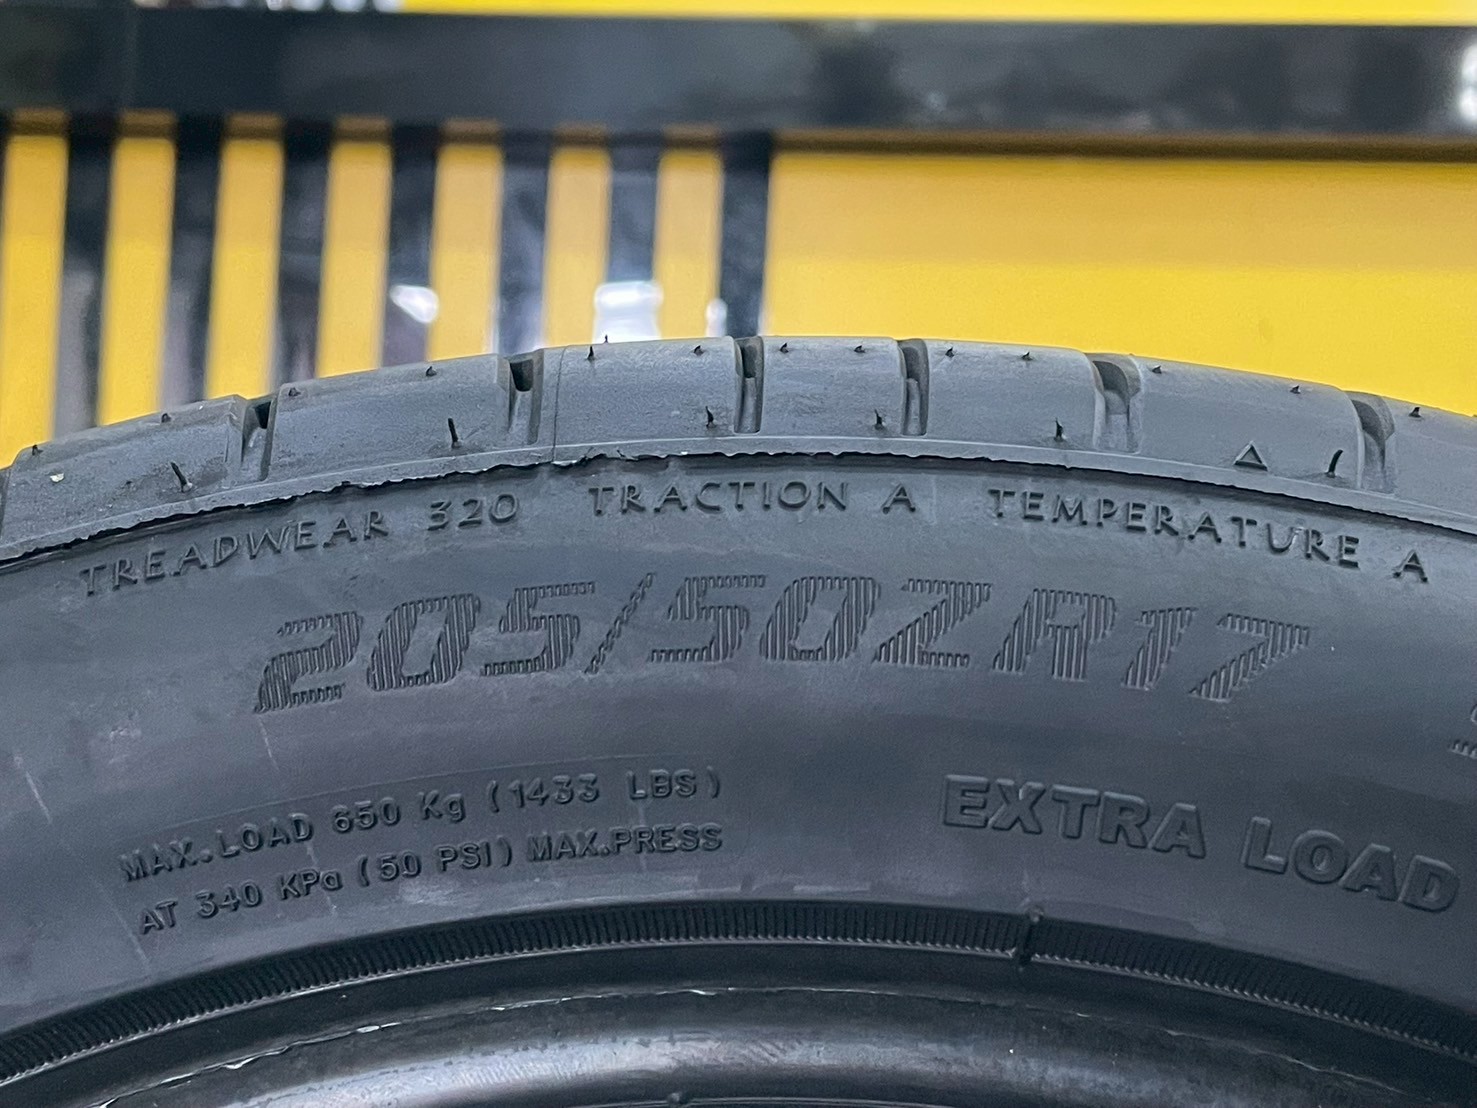 TREADWEAR 320 TRACTION A TEMPERATURE A
205/50ZR17
MAX.LOAD 650 Kg (1433 LBS)
AT 340 KPa (50 PSI) MAX.PRESS
EXTRA LOAD